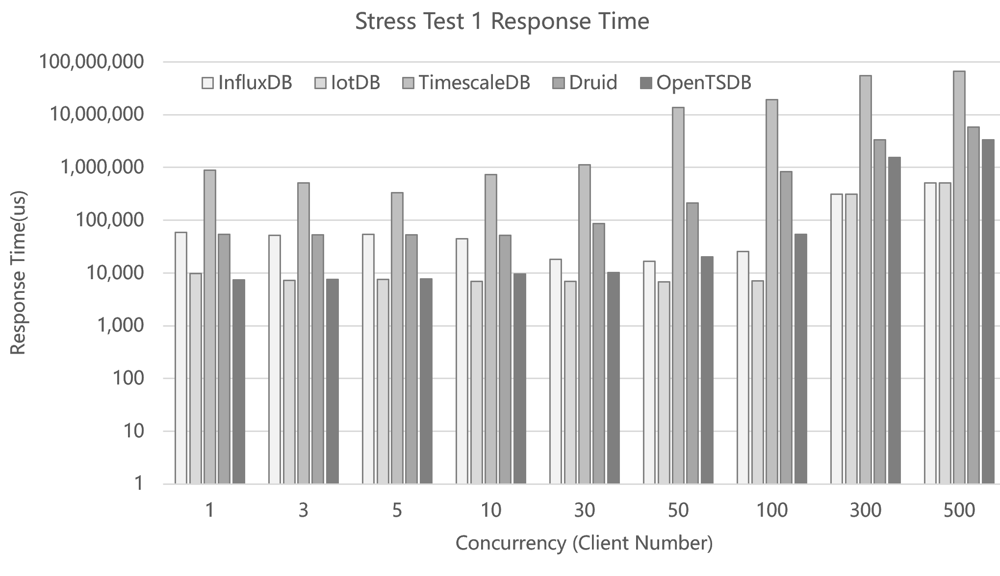 Stress Test 1 Response Time
InfluxDB IotDB TimescaleDB Druid OpenTSDB
100,000,000
10,000,000
1,000,000
100,000
10,000
1,000
100
10
1
Response Time(us)
1 3 5 10 30 50 100 300 500
Concurrency (Client Number)